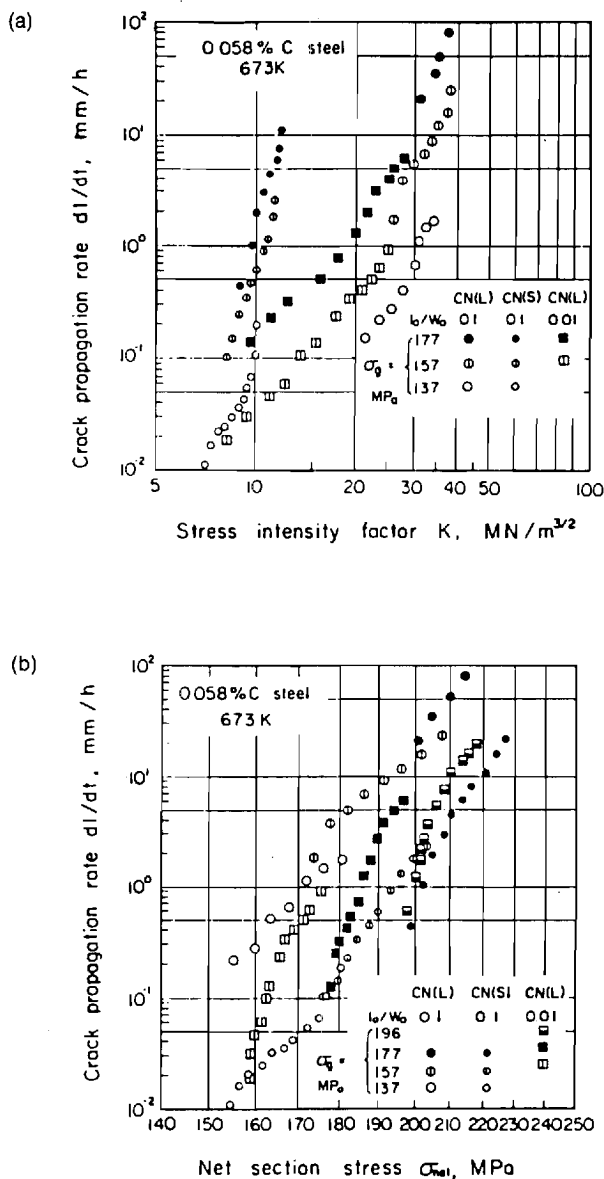 (a)
0.058% C steel
673K
Crack propagation rate dl/dt, mm/h
10²
10¹
10⁰
10⁻¹
10⁻²
CN(L) CN(S) CN(L)
l₀/W₀ 0.1 0.1 0.01
σg = 177
157
MPa 137
5 10 20 30 40 50 100
Stress intensity factor K, MN/m³ᐟ²
(b)
0.058% C steel
673 K
Crack propagation rate dl/dt, mm/h
10²
10¹
10⁰
10⁻¹
10⁻²
CN(L) CN(S) CN(L)
l₀/W₀ 0.1 0.1 0.01
196
σg = 177
157
MPa 137
140 150 160 170 180 190 200 210 220 230 240 250
Net section stress σnet, MPa